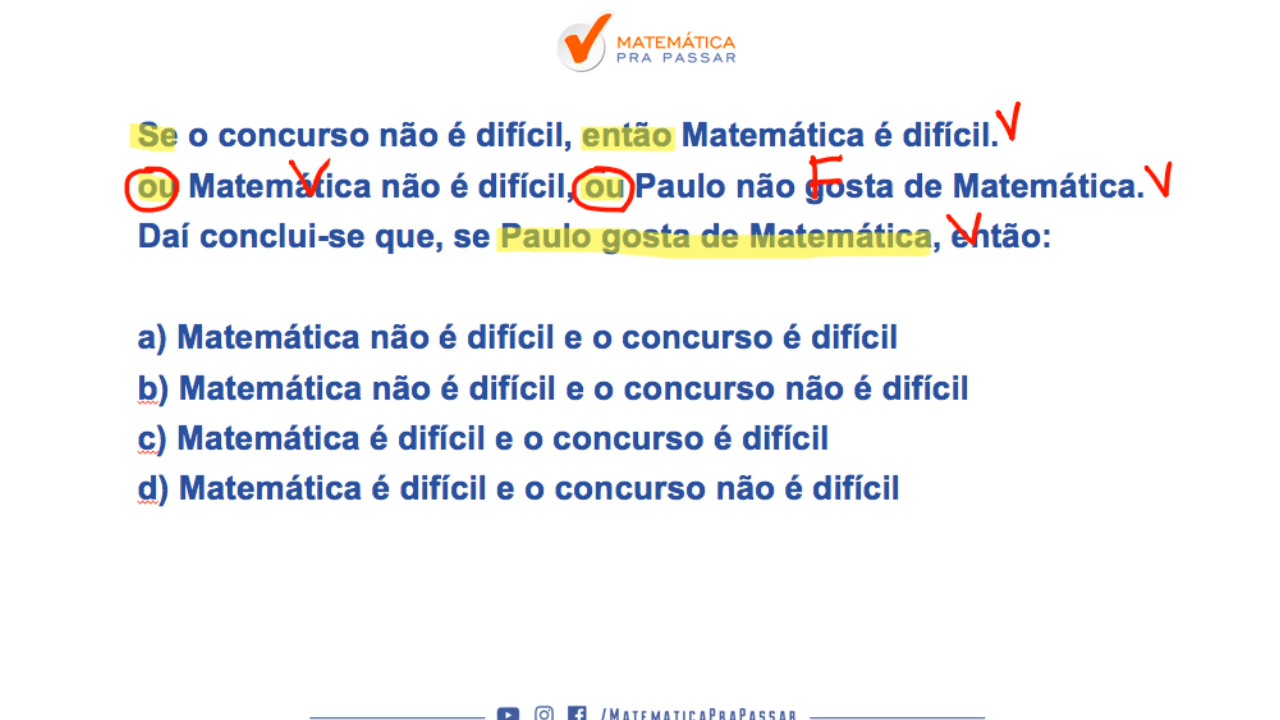 MATEMÁTICA
PRA PASSAR
Se o concurso não é difícil, então Matemática é difícil. V
ou Matemática não é difícil, ou Paulo não gosta de Matemática. V
V F
Daí conclui-se que, se Paulo gosta de Matemática, então:
V
a) Matemática não é difícil e o concurso é difícil
b) Matemática não é difícil e o concurso não é difícil
c) Matemática é difícil e o concurso é difícil
d) Matemática é difícil e o concurso não é difícil
/MATEMATICAPRAPASSAR